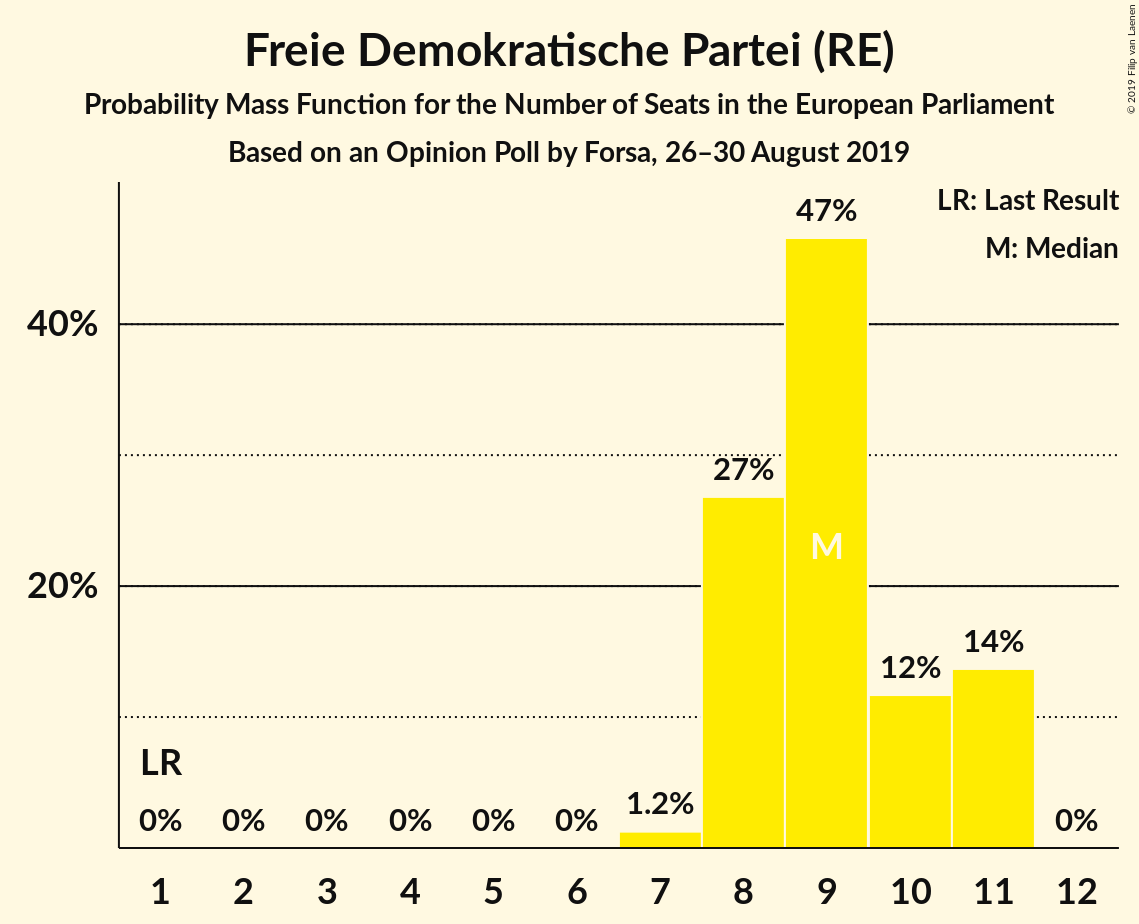 Freie Demokratische Partei (RE)
Probability Mass Function for the Number of Seats in the European Parliament
Based on an Opinion Poll by Forsa, 26–30 August 2019
© 2019 Filip van Laenen
LR: Last Result
M: Median
47%
40%
27%
M
20%
14%
12%
LR
1.2%
0% 0% 0% 0% 0% 0% 0%
1 2 3 4 5 6 7 8 9 10 11 12